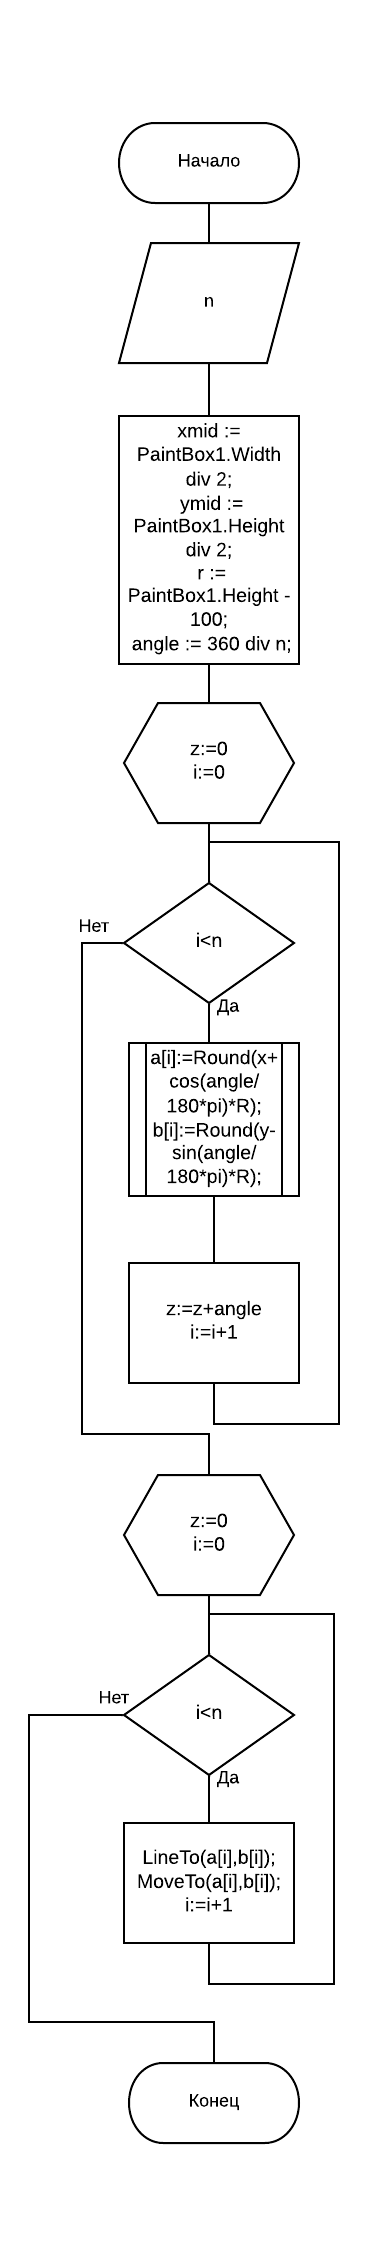 Начало
n
xmid :=
PaintBox1.Width
div 2;
ymid :=
PaintBox1.Height
div 2;
r :=
PaintBox1.Height -
100;
angle := 360 div n;
z:=0
i:=0
Нет
i<n
Да
a[i]:=Round(x+
cos(angle/
180*pi)*R);
b[i]:=Round(y-
sin(angle/
180*pi)*R);
z:=z+angle
i:=i+1
z:=0
i:=0
Нет
i<n
Да
LineTo(a[i],b[i]);
MoveTo(a[i],b[i]);
i:=i+1
Конец